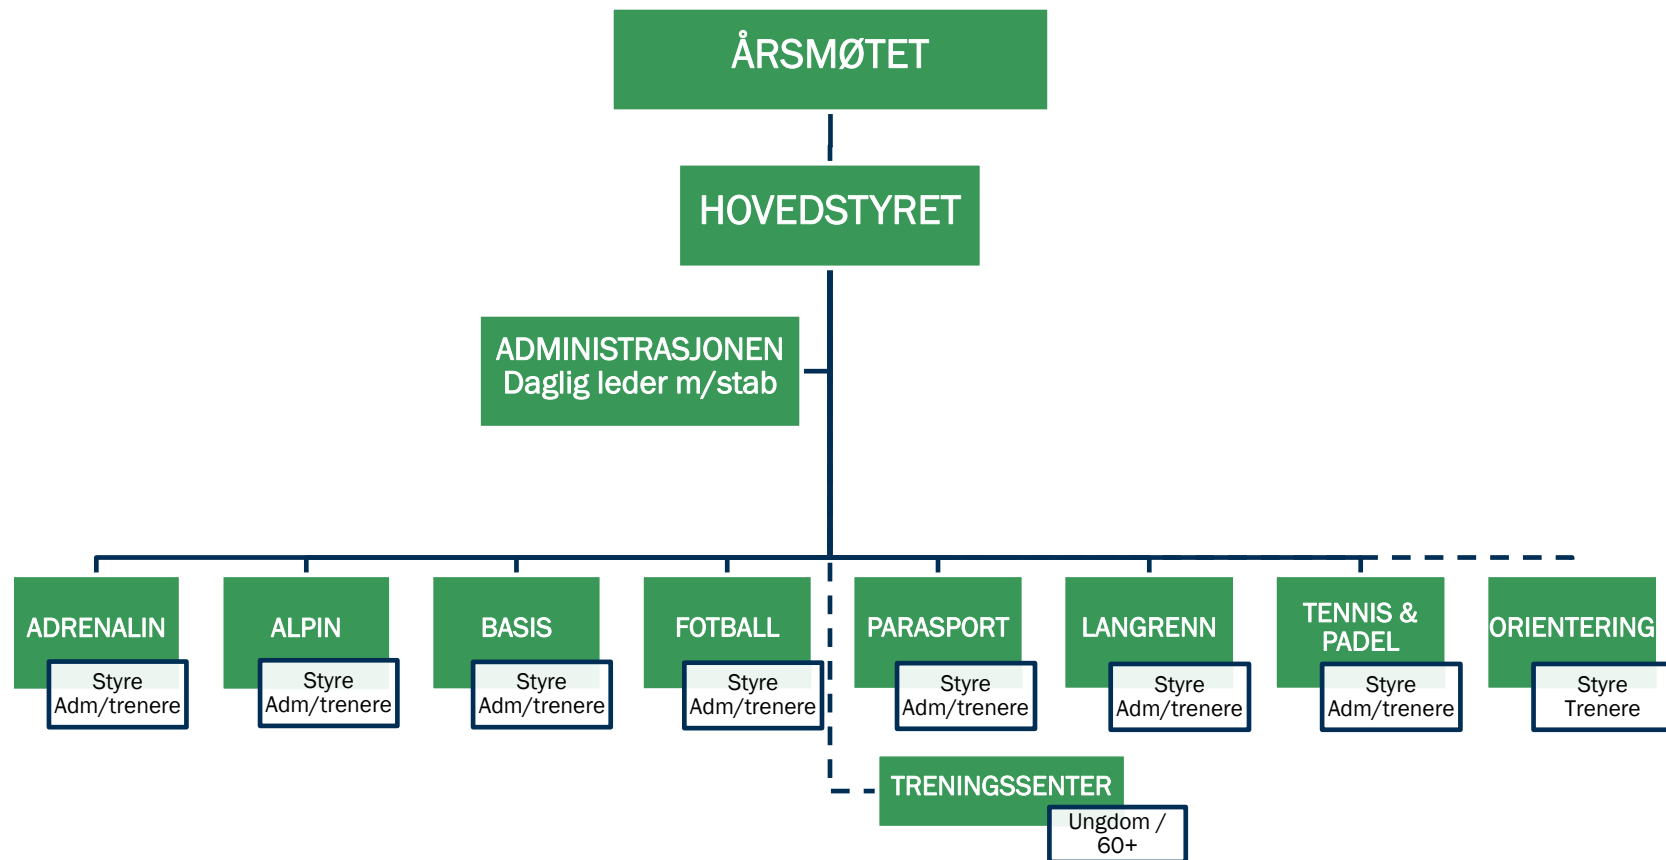 ÅRSMØTET
HOVEDSTYRET
ADMINISTRASJONEN
Daglig leder m/stab
ADRENALIN
Styre
Adm/trenere
ALPIN
Styre
Adm/trenere
BASIS
Styre
Adm/trenere
FOTBALL
Styre
Adm/trenere
PARASPORT
Styre
Adm/trenere
LANGRENN
Styre
Adm/trenere
TENNIS &
PADEL
Styre
Adm/trenere
ORIENTERING
Styre
Trenere
TRENINGSSENTER
Ungdom /
60+